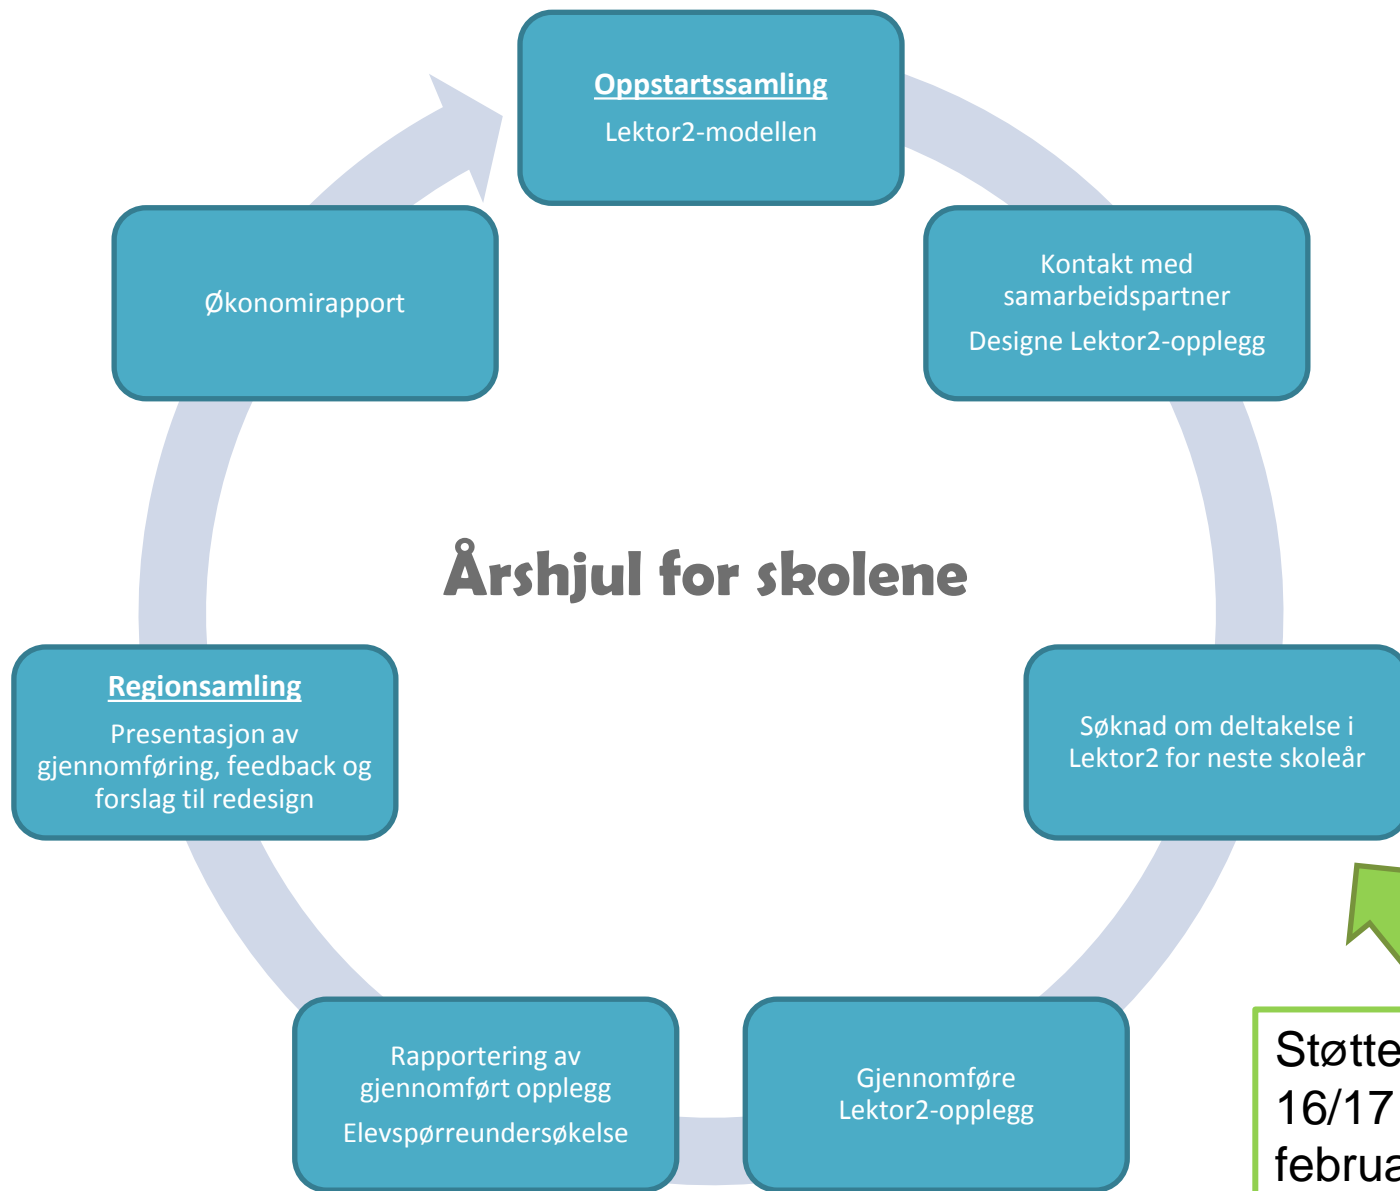 Oppstartssamling
Lektor2-modellen
Kontakt med
samarbeidspartner
Designe Lektor2-opplegg
Økonomirapport
Årshjul for skolene
Søknad om deltakelse i
Lektor2 for neste skoleår
Regionsamling
Presentasjon av
gjennomføring, feedback og
forslag til redesign
Gjennomføre
Lektor2-opplegg
Rapportering av
gjennomført opplegg
Elevspørreundersøkelse
16/17